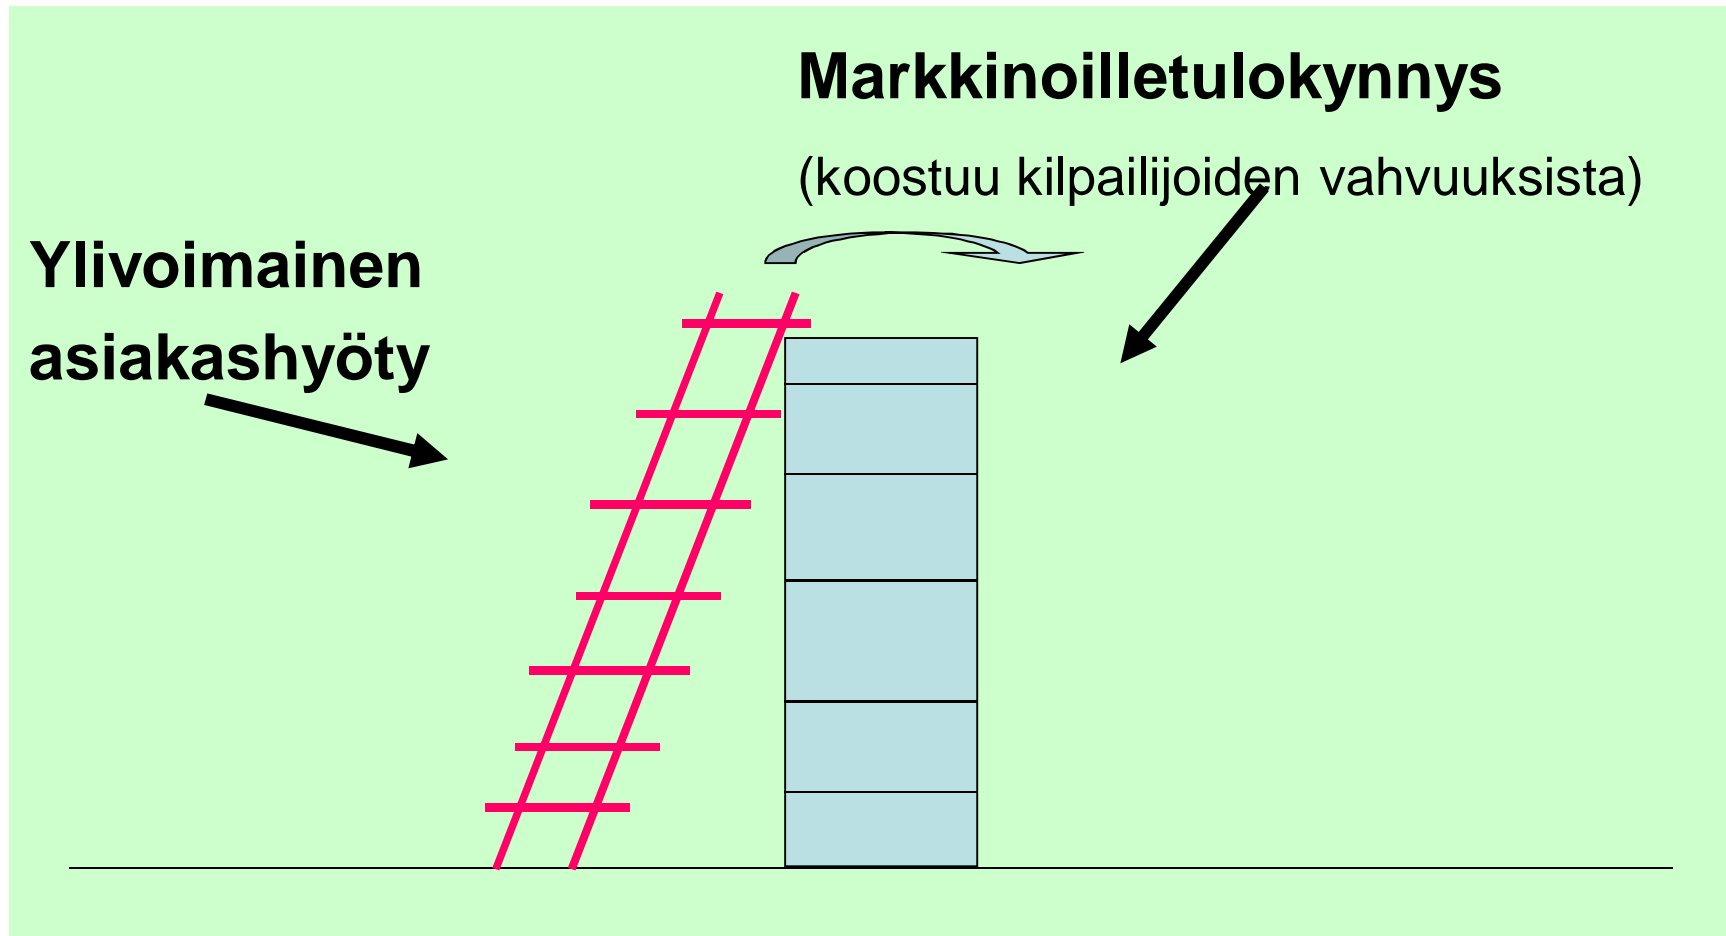 Markkinoilletulokynnys
(koostuu kilpailijoiden vahvuuksista)
Ylivoimainen
asiakashyöty